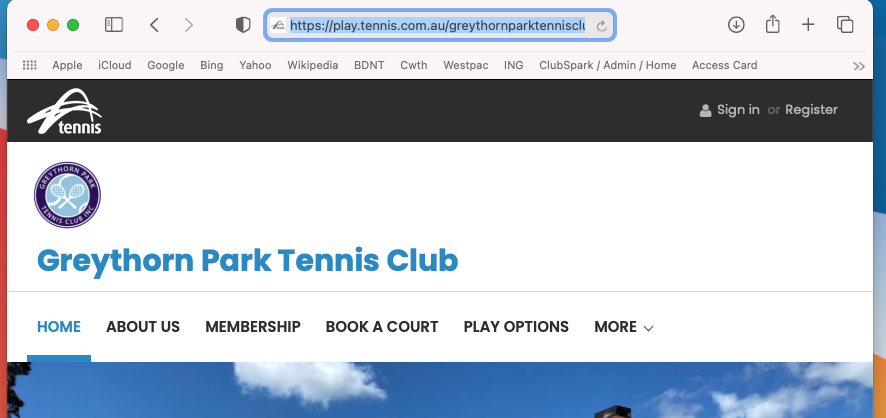 https://play.tennis.com.au/greythornparktennisclu
Apple iCloud Google Bing Yahoo Wikipedia BDNT Cwth Westpac ING ClubSpark / Admin / Home Access Card
tennis
Sign in or Register
GREYTHORN PARK
TENNIS CLUB INC
Greythorn Park Tennis Club
HOME ABOUT US MEMBERSHIP BOOK A COURT PLAY OPTIONS MORE